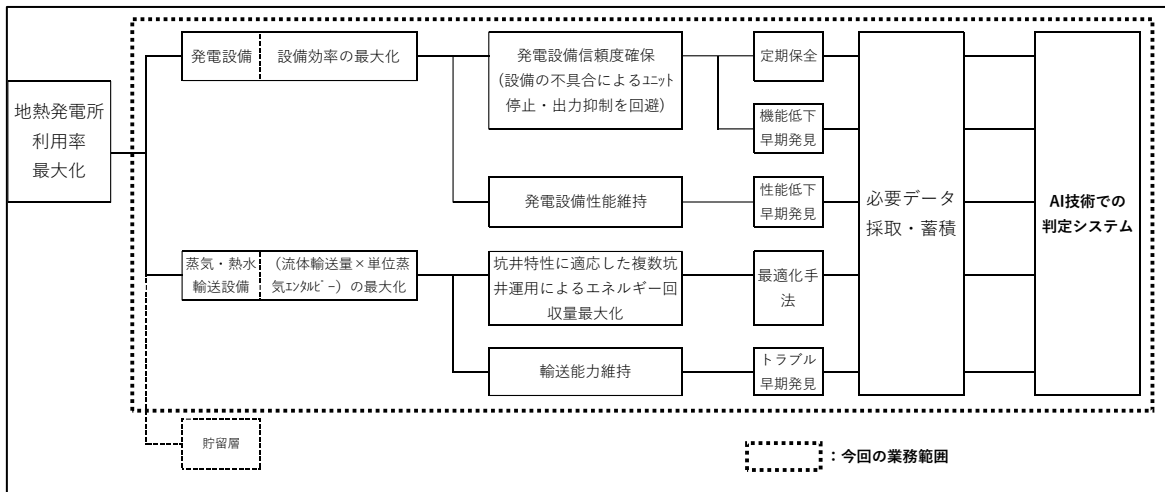 地熱発電所
利用率
最大化
発電設備
設備効率の最大化
発電設備信頼度確保
(設備の不具合によるﾕﾆｯﾄ
停止・出力抑制を回避)
定期保全
機能低下
早期発見
発電設備性能維持
性能低下
早期発見
蒸気・熱水
輸送設備
（流体輸送量×単位蒸
気ｴﾝﾀﾙﾋﾟｰ）の最大化
坑井特性に適応した複数坑
井運用によるエネルギー回
収量最大化
最適化手
法
輸送能力維持
トラブル
早期発見
必要データ
採取・蓄積
AI技術での
判定システム
貯留層
：今回の業務範囲